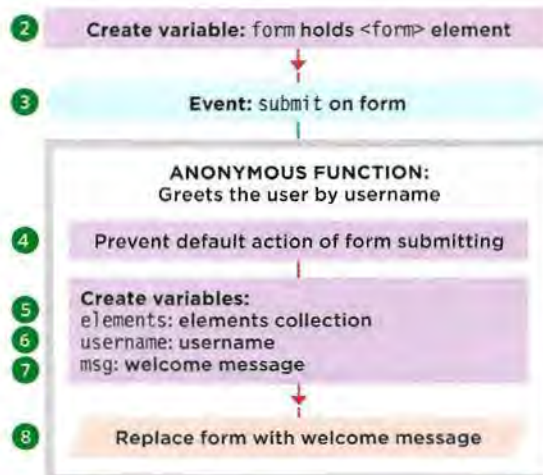 2 Create variable: form holds <form> element
3 Event: submit on form
ANONYMOUS FUNCTION:
Greets the user by username
4 Prevent default action of form submitting
Create variables:
5 elements: elements collection
6 username: username
7 msg: welcome message
8 Replace form with welcome message